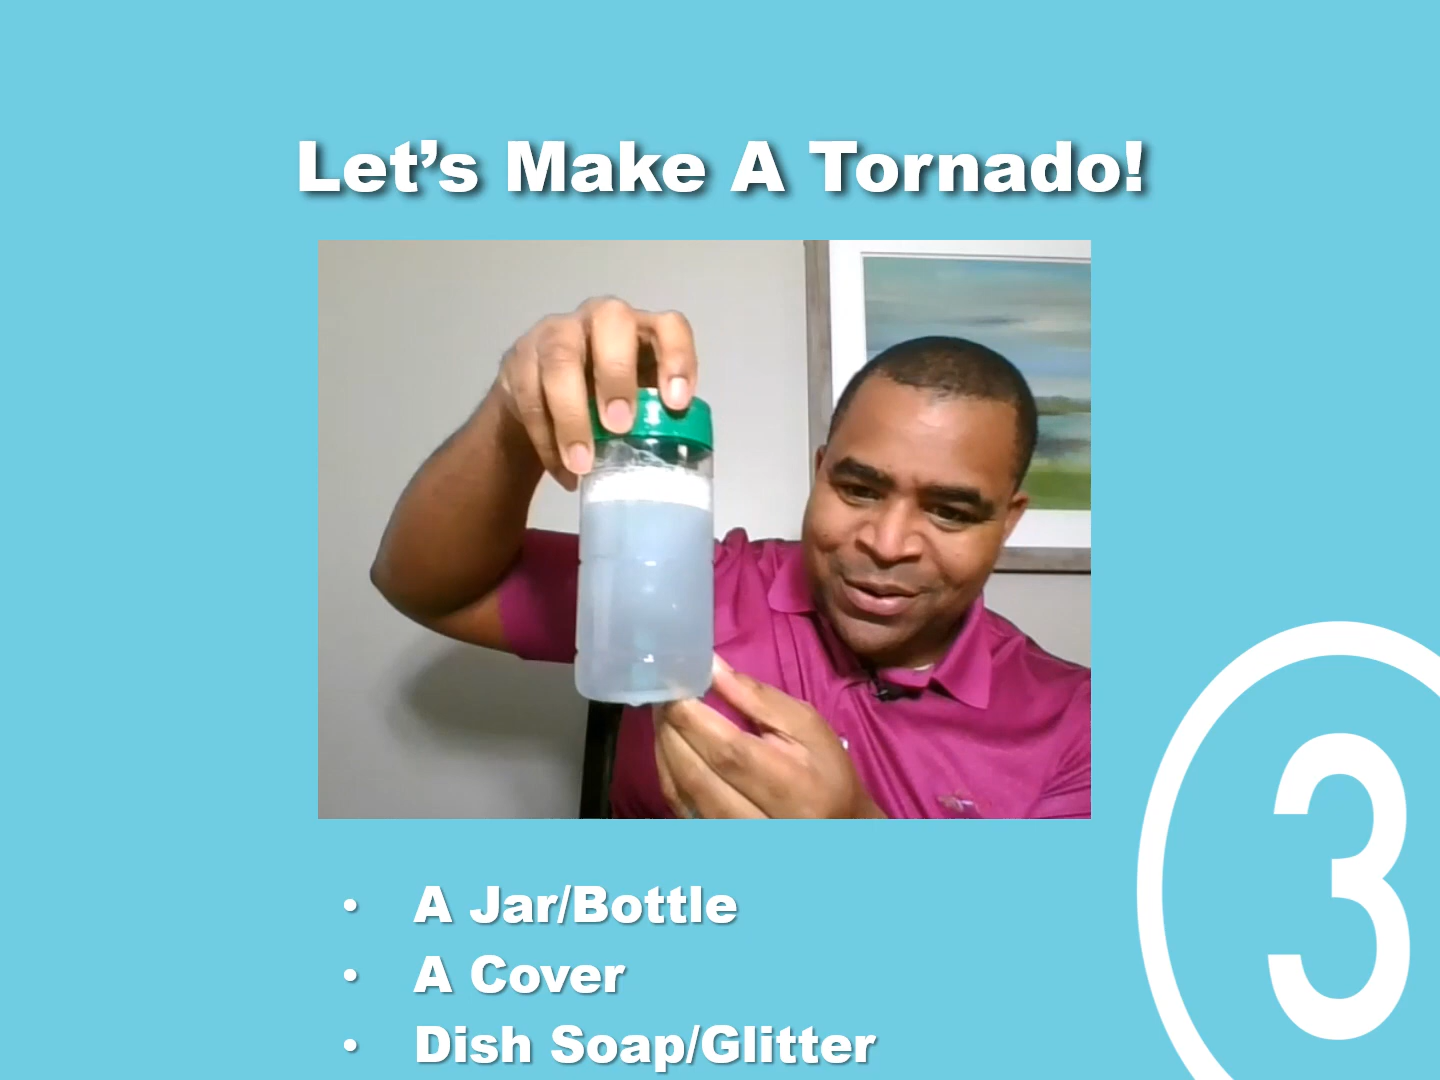 Let’s Make A Tornado!
• A Jar/Bottle
• A Cover
• Dish Soap/Glitter
3